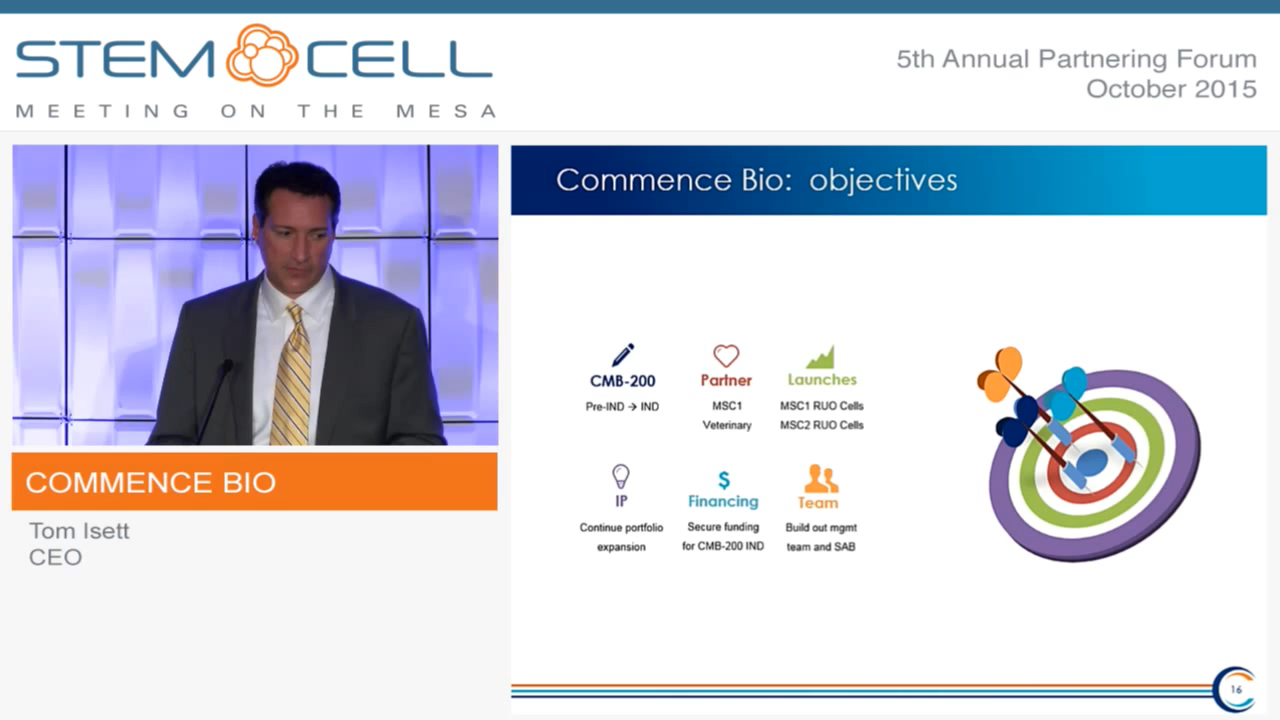 STEM CELL
MEETING ON THE MESA
5th Annual Partnering Forum
October 2015
COMMENCE BIO
Tom Isett
CEO
Commence Bio: objectives
CMB-200
Pre-IND → IND
Partner
MSC1
Veterinary
Launches
MSC1 RUO Cells
MSC2 RUO Cells
IP
Continue portfolio
expansion
$
Financing
Secure funding
for CMB-200 IND
Team
Build out mgmt
team and SAB
16